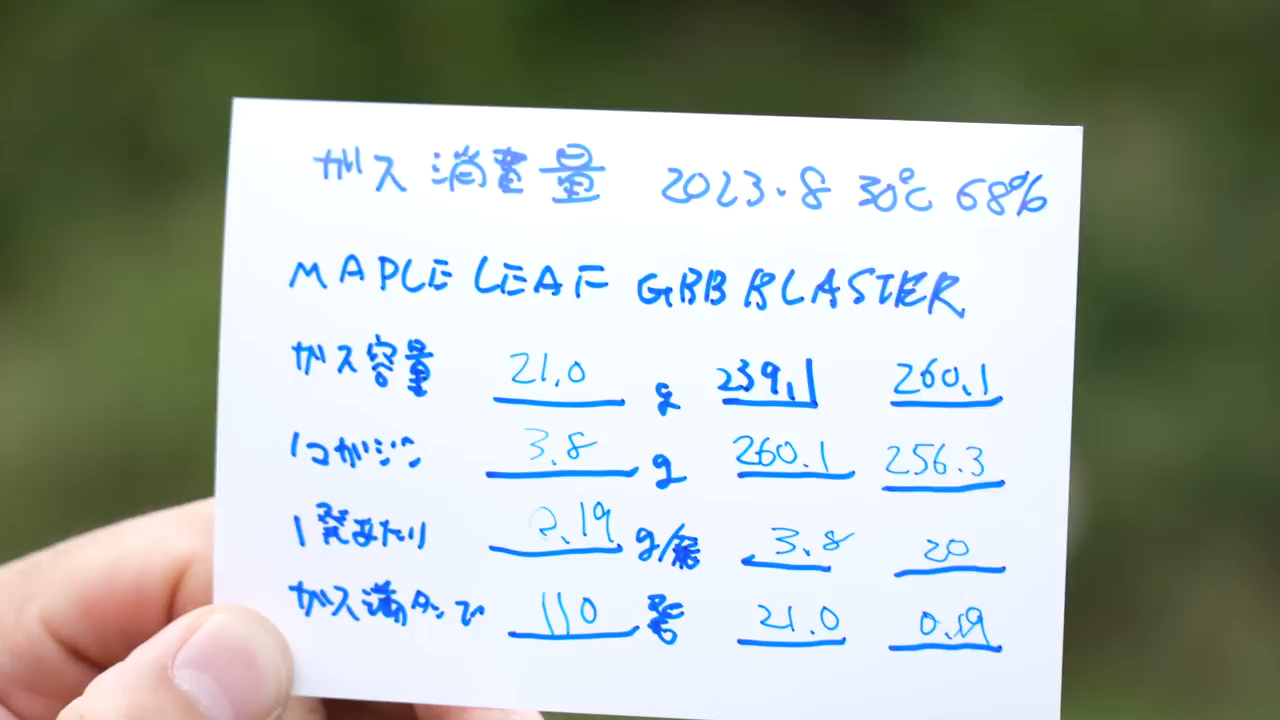 ガス消費量 2023.8 30℃ 68%
MAPLE LEAF GBB BLASTER
ガス容量 21.0 g 239.1 260.1
1マガジン 3.8 g 260.1 256.3
1発あたり 0.19 g/発 3.8 20
ガス満タンで 110 発 21.0 0.19